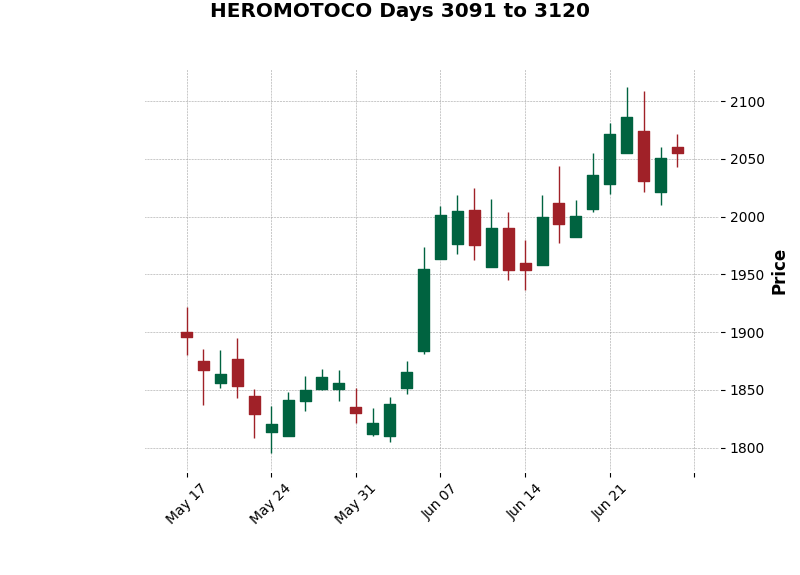 HEROMOTOCO Days 3091 to 3120
2100
2050
2000
1950
1900
1850
1800
Price
May 17
May 24
May 31
Jun 07
Jun 14
Jun 21